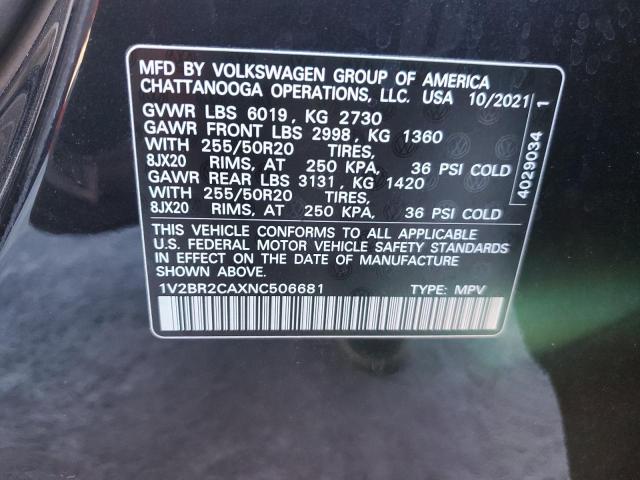 MFD BY VOLKSWAGEN GROUP OF AMERICA
CHATTANOOGA OPERATIONS, LLC. USA 10/2021
GVWR LBS 6019, KG 2730
GAWR FRONT LBS 2998, KG 1360
WITH 255/50R20 TIRES,
8JX20 RIMS, AT 250 KPA, 36 PSI COLD
GAWR REAR LBS 3131, KG 1420
WITH 255/50R20 TIRES,
8JX20 RIMS, AT 250 KPA, 36 PSI COLD
THIS VEHICLE CONFORMS TO ALL APPLICABLE
U.S. FEDERAL MOTOR VEHICLE SAFETY STANDARDS
IN EFFECT ON THE DATE OF MANUFACTURE
SHOWN ABOVE.
1V2BR2CAXNC506681 TYPE: MPV
4029034 1